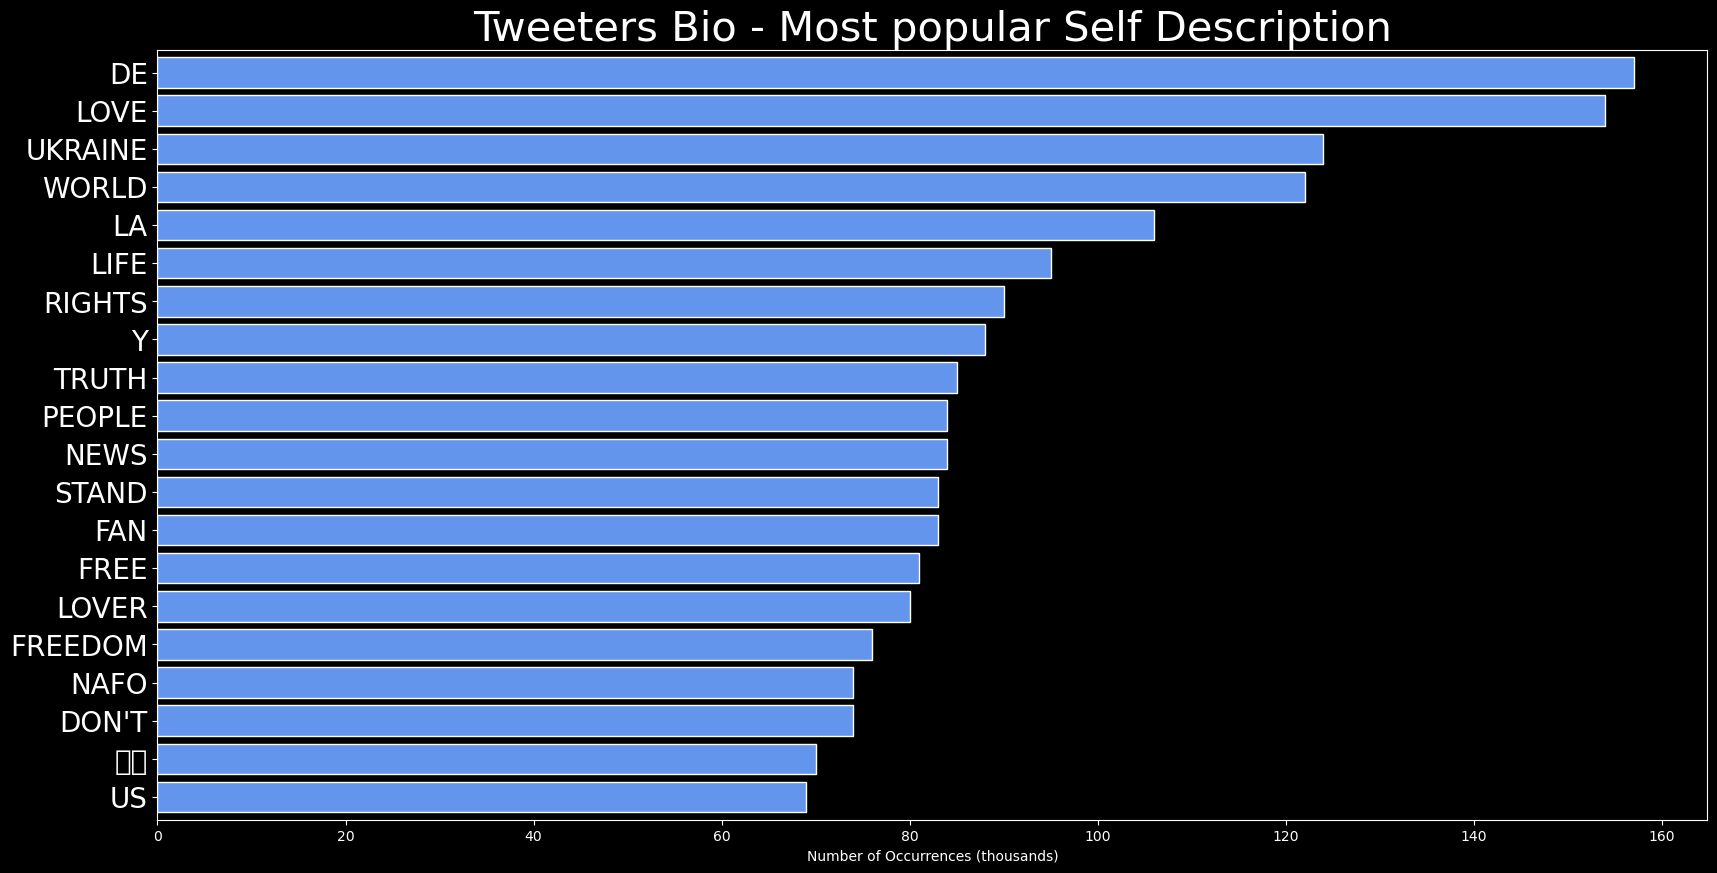 Tweeters Bio - Most popular Self Description
DE
LOVE
UKRAINE
WORLD
LA
LIFE
RIGHTS
Y
TRUTH
PEOPLE
NEWS
STAND
FAN
FREE
LOVER
FREEDOM
NAFO
DON'T
US
0 20 40 60 80 100 120 140 160
Number of Occurrences (thousands)